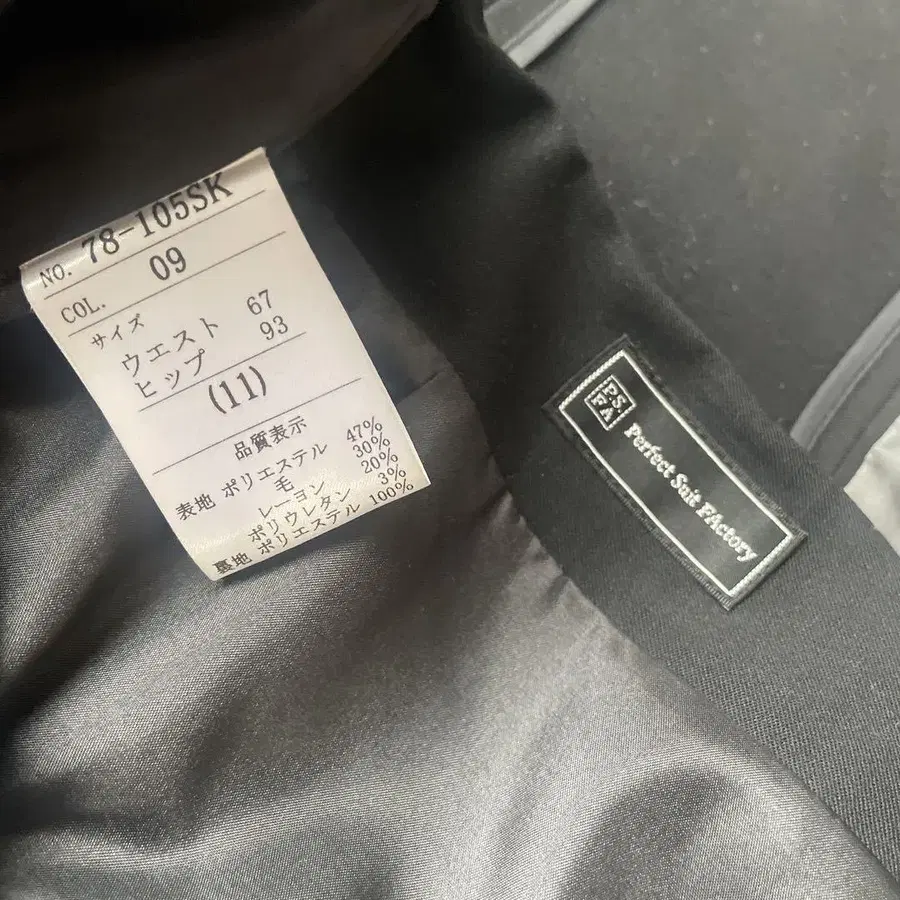 NO. 78-105SK
COL. 09
サイズ
ウエスト 67
ヒップ 93
(11)
品質表示
表地 ポリエステル 47%
毛 30%
レーヨン 20%
ポリウレタン 3%
裏地 ポリエステル 100%
P.S.
F.A
Perfect Suit FActory